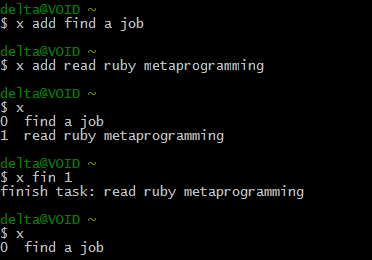 delta@VOID ~
$ x add find a job
delta@VOID ~
$ x add read ruby metaprogramming
delta@VOID ~
$ x
0  find a job
1  read ruby metaprogramming
delta@VOID ~
$ x fin 1
finish task: read ruby metaprogramming
delta@VOID ~
$ x
0  find a job